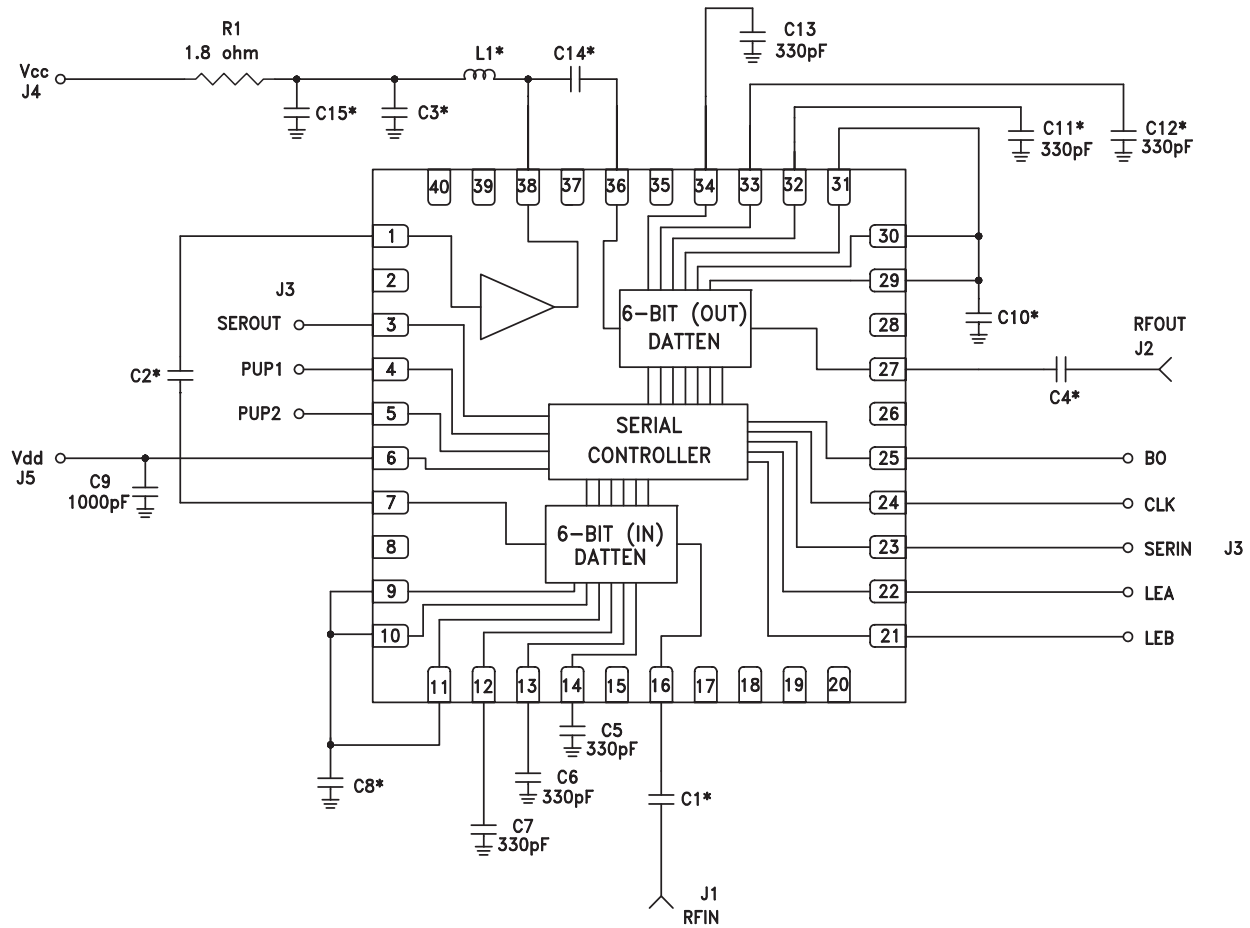 R1
1.8 ohm
Vcc
J4
L1*
C14*
C15*
C3*
C13
330pF
C11*
330pF
C12*
330pF
40
39
38
37
36
35
34
33
32
31
1
2
3
4
5
6
7
8
9
10
30
29
28
27
26
25
24
23
22
21
J3
SEROUT
PUP1
PUP2
C2*
Vdd
J5
C9
1000pF
6-BIT (OUT)
DATTEN
SERIAL
CONTROLLER
6-BIT (IN)
DATTEN
C10*
RFOUT
J2
C4*
BO
CLK
SERIN
J3
LEA
LEB
11
12
13
14
15
16
17
18
19
20
C5
330pF
C6
330pF
C7
330pF
C8*
C1*
J1
RFIN